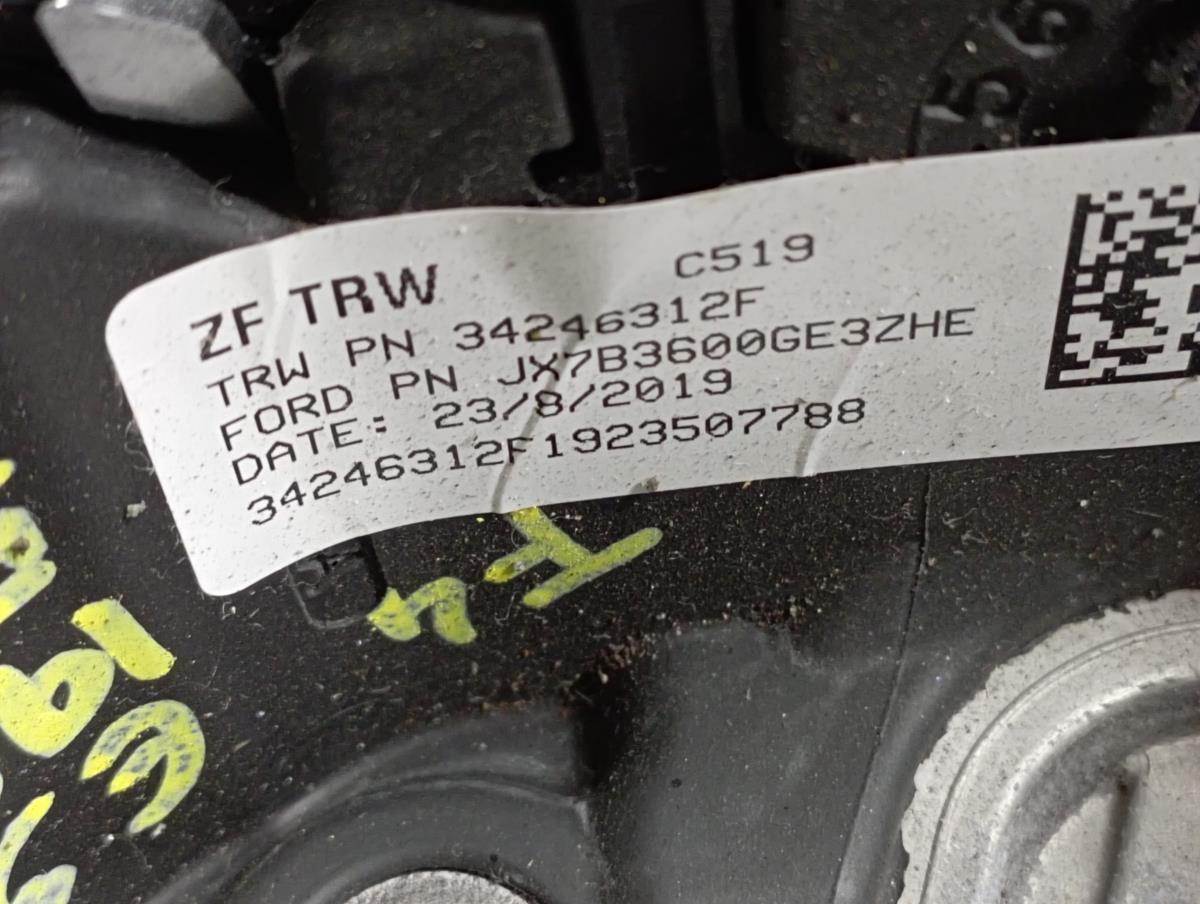 ZF TRW C519
TRW PN 34246312F
FORD PN JX7B3600GE3ZHE
DATE: 23/8/2019
34246312F1923507788